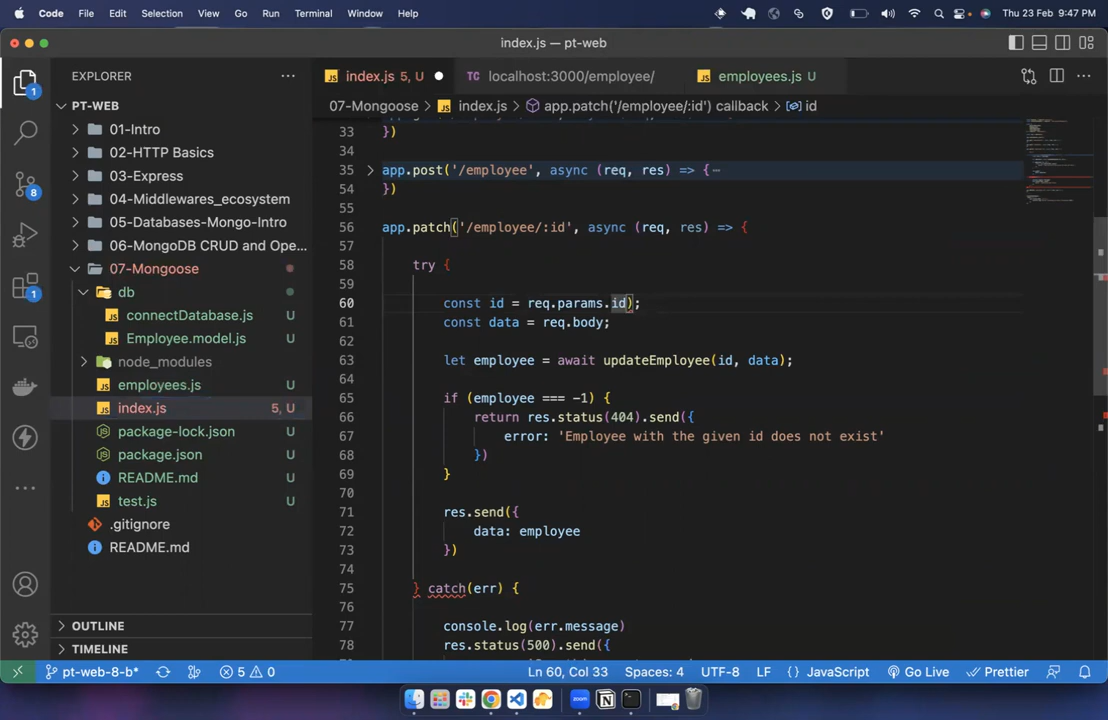 Code File Edit Selection View Go Run Terminal Window Help Thu 23 Feb 9:47 PM
index.js — pt-web
EXPLORER
index.js 5, U
localhost:3000/employee/
employees.js U
PT-WEB
07-Mongoose > index.js > app.patch('/employee/:id') callback > id
01-Intro
02-HTTP Basics
03-Express
04-Middlewares_ecosystem
05-Databases-Mongo-Intro
06-MongoDB CRUD and Ope...
07-Mongoose
db
connectDatabase.js U
Employee.model.js U
node_modules
employees.js U
index.js 5, U
package-lock.json U
package.json U
README.md U
test.js U
.gitignore
README.md
OUTLINE
TIMELINE
33 })
34
35 app.post('/employee', async (req, res) => {
54 })
55
56 app.patch('/employee/:id', async (req, res) => {
57
58 try {
59
60 const id = req.params.id);
61 const data = req.body;
62
63 let employee = await updateEmployee(id, data);
64
65 if (employee === -1) {
66 return res.status(404).send({
67 error: 'Employee with the given id does not exist'
68 })
69 }
70
71 res.send({
72 data: employee
73 })
74
75 } catch(err) {
76
77 console.log(err.message)
78 res.status(500).send({
1
8
1
pt-web-8-b* 5 0 Ln 60, Col 33 Spaces: 4 UTF-8 LF {} JavaScript Go Live Prettier
zoom